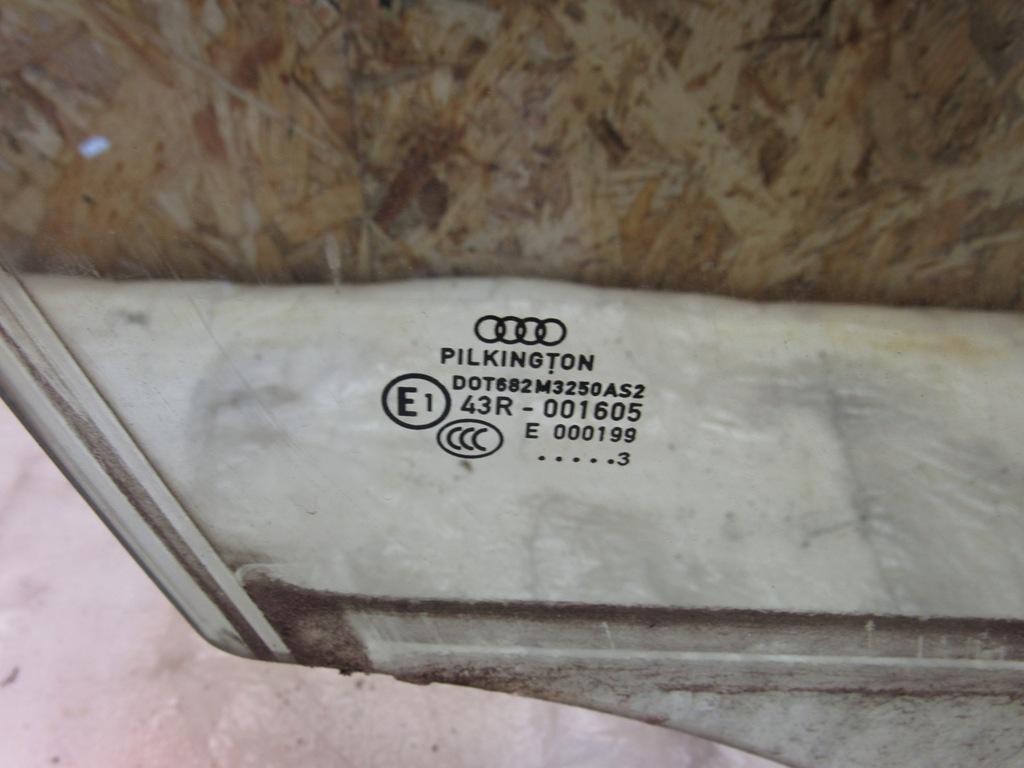 PILKINGTON
DOT682M3250AS2
E1 43R - 001605
CCC E 000199
.....3